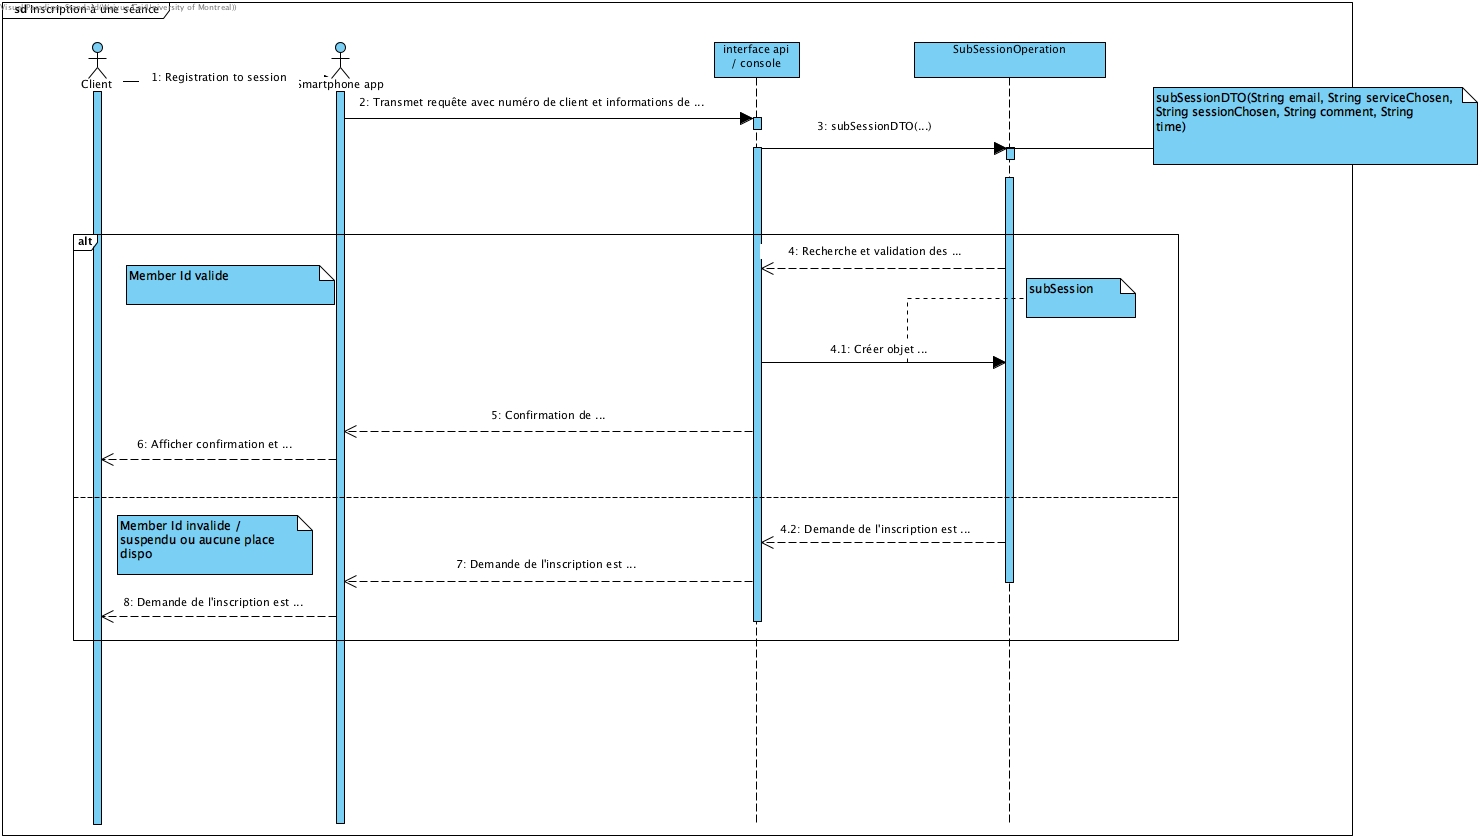 sd Inscription à une séance
interface api
/ console
SubSessionOperation
Client
1: Registration to session
Smartphone app
2: Transmet requête avec numéro de client et informations de ...
subSessionDTO(String email, String serviceChosen,
String sessionChosen, String comment, String
time)
3: subSessionDTO(...)
alt
4: Recherche et validation des ...
Member Id valide
subSession
4.1: Créer objet ...
5: Confirmation de ...
6: Afficher confirmation et ...
Member Id invalide /
suspendu ou aucune place
dispo
4.2: Demande de l'inscription est ...
7: Demande de l'inscription est ...
8: Demande de l'inscription est ...